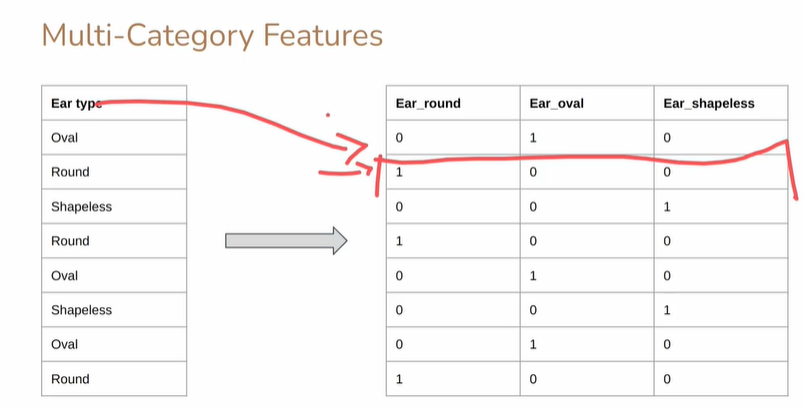 Multi-Category Features
Ear type Ear_round Ear_oval Ear_shapeless
Oval 0 1 0
Round 1 0 0
Shapeless 0 0 1
Round 1 0 0
Oval 0 1 0
Shapeless 0 0 1
Oval 0 1 0
Round 1 0 0